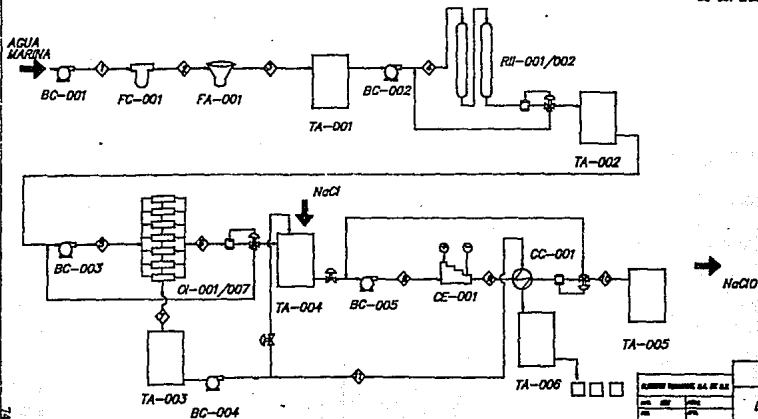 AGUA
MARINA
BC-001
FC-001
FA-001
TA-001
BC-002
RII-001/002
TA-002
NaCl
BC-003
OI-001/007
TA-004
BC-005
CE-001
CC-001
NaClO
TA-005
TA-003
BC-004
TA-006
74